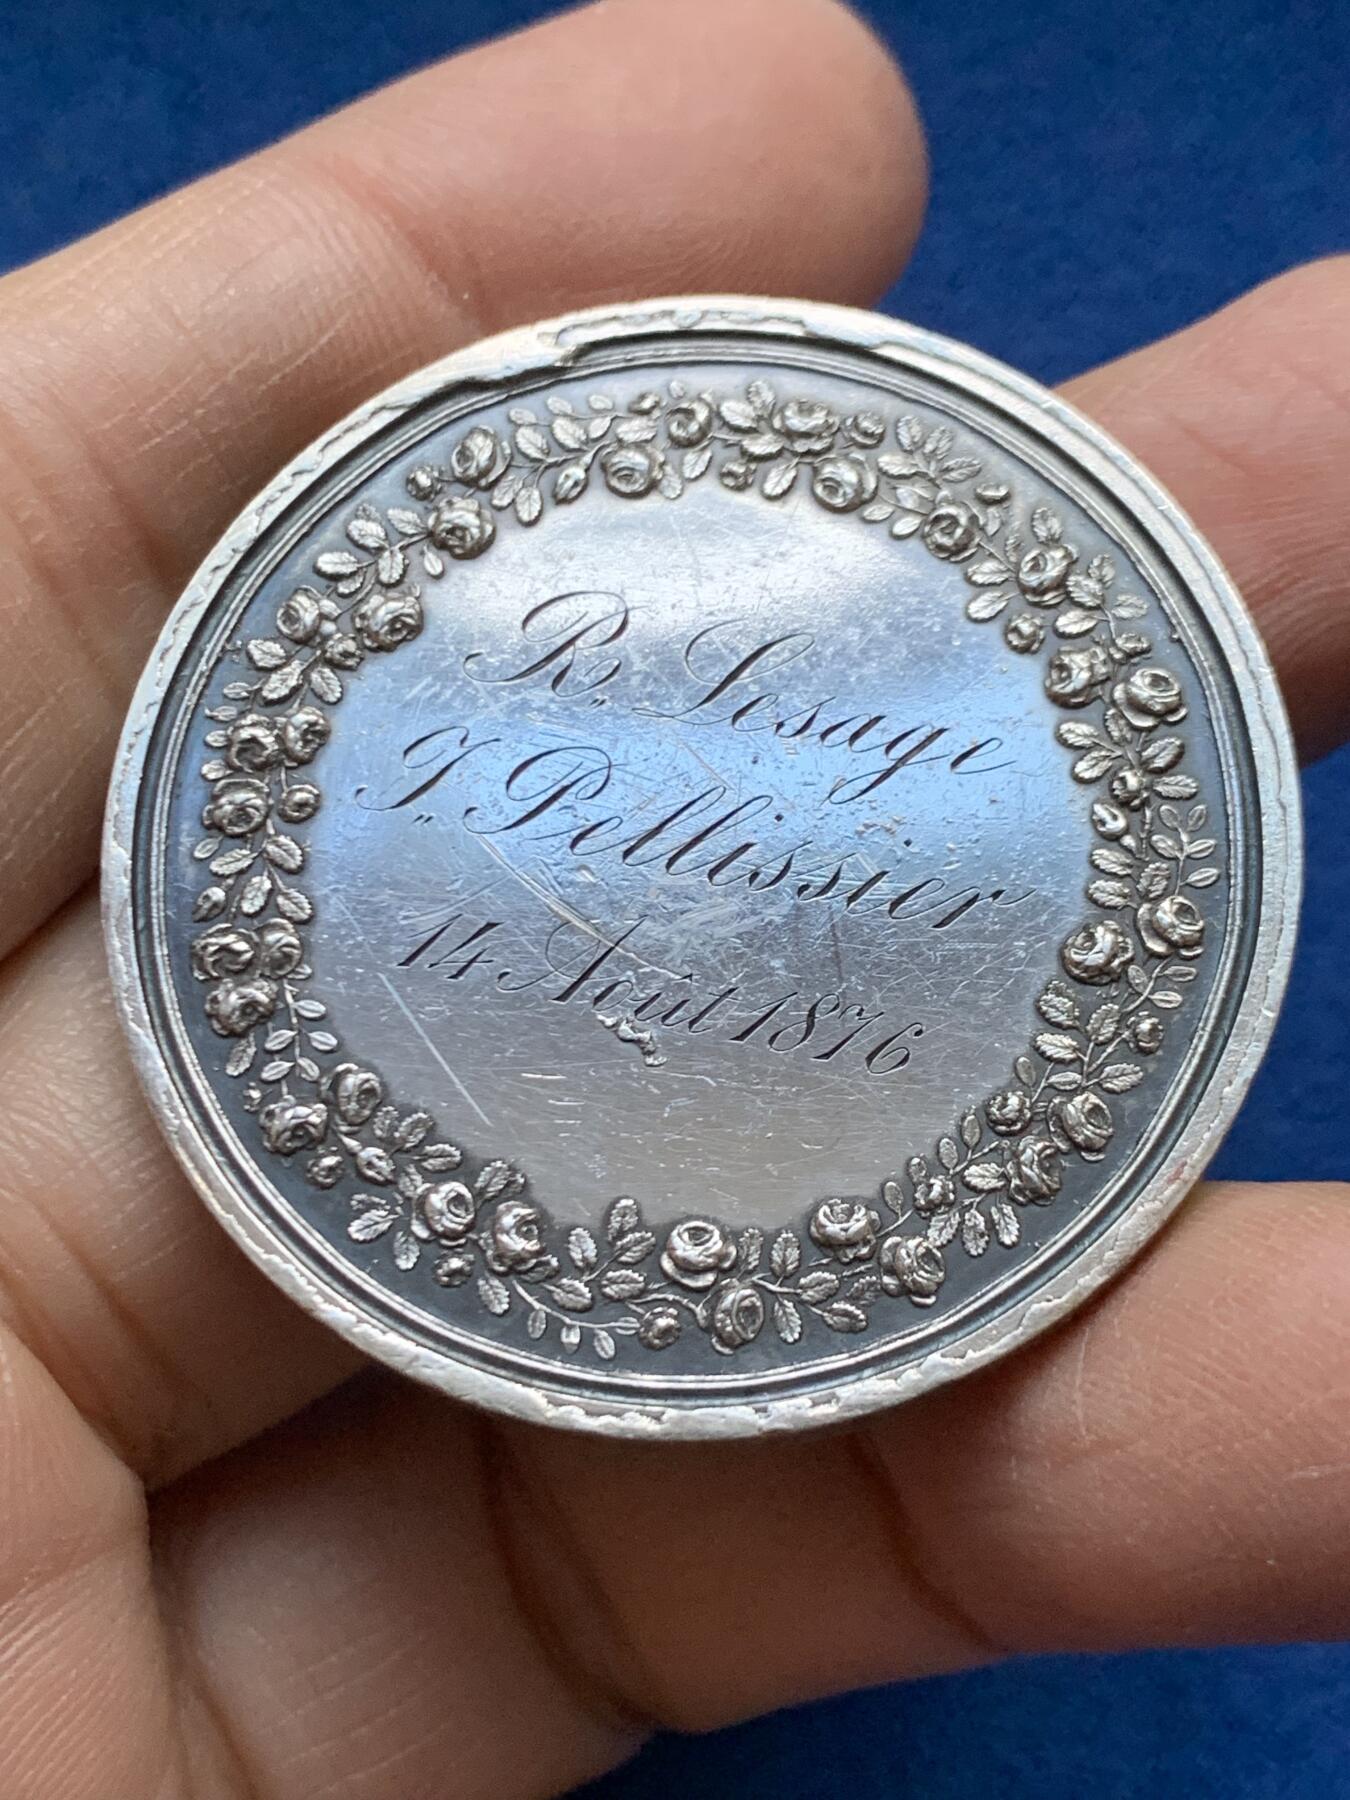 R. Lesage
J. Pellissier
14 Août 1876